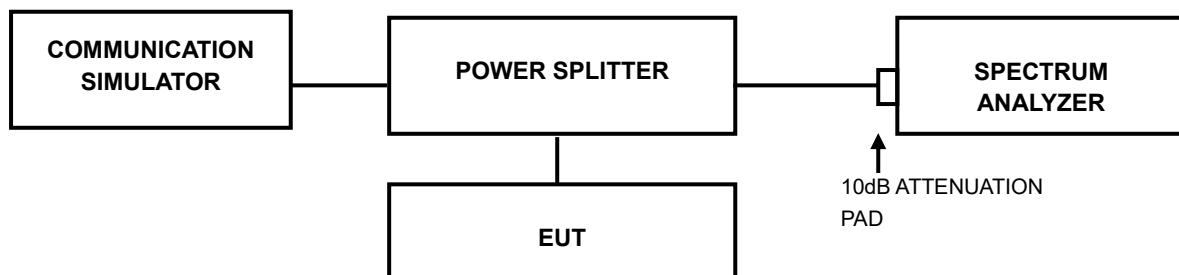 COMMUNICATION
SIMULATOR
POWER SPLITTER
SPECTRUM
ANALYZER
10dB ATTENUATION
PAD
EUT